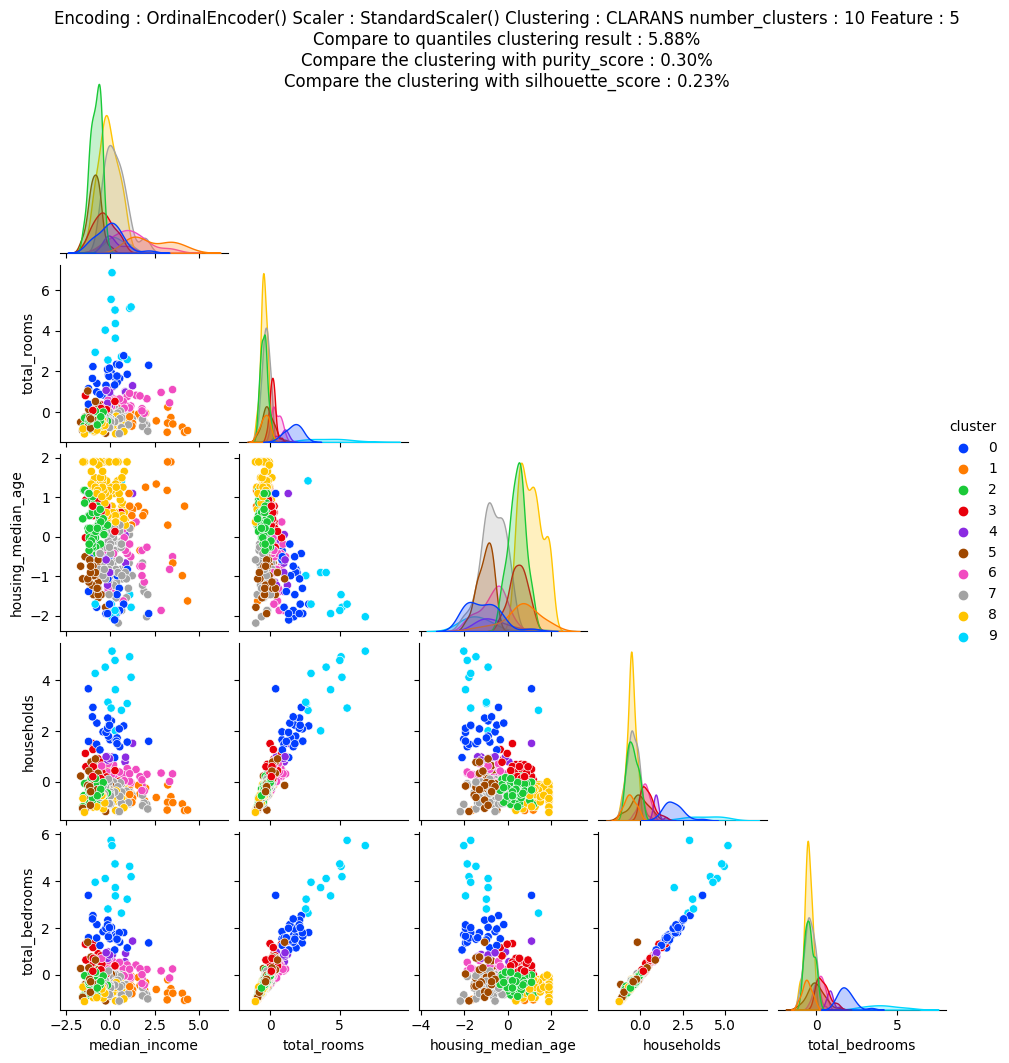 Encoding : OrdinalEncoder() Scaler : StandardScaler() Clustering : CLARANS number_clusters : 10 Feature : 5
Compare to quantiles clustering result : 5.88%
Compare the clustering with purity_score : 0.30%
Compare the clustering with silhouette_score : 0.23%
total_rooms
6
4
2
0
housing_median_age
2
1
0
−1
−2
households
4
2
0
total_bedrooms
6
4
2
0
−2.5 0.0 2.5 5.0
0 5
−4 −2 0 2
0.0 2.5 5.0
0 5
median_income
total_rooms
housing_median_age
households
total_bedrooms
cluster
0
1
2
3
4
5
6
7
8
9